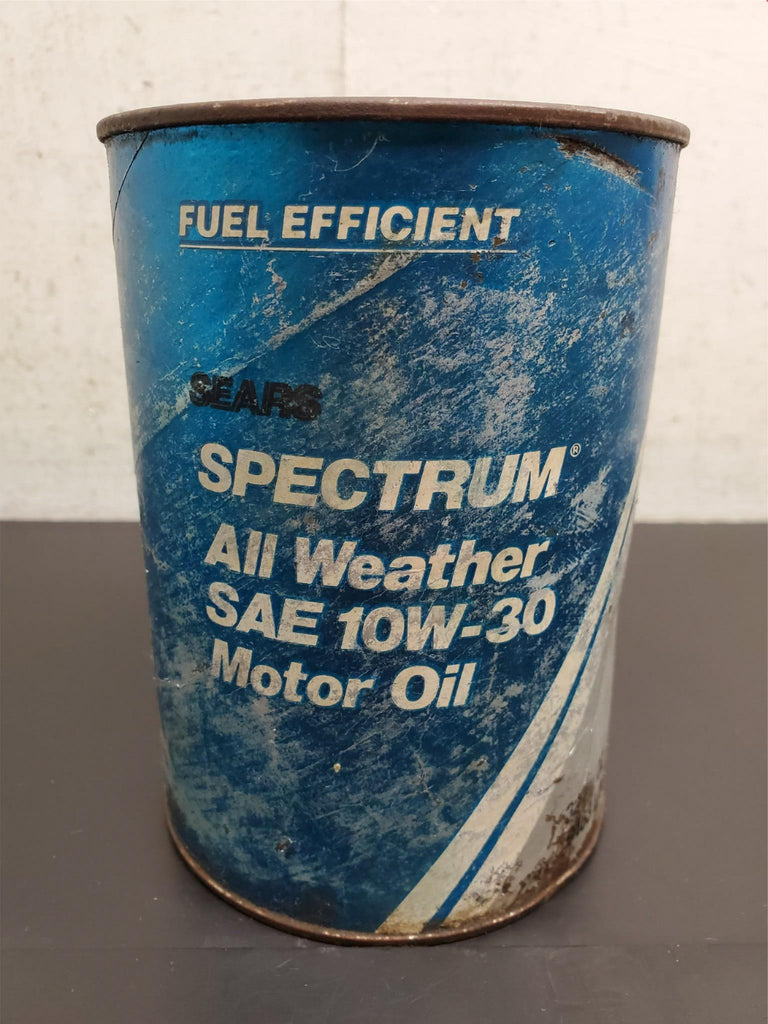 FUEL EFFICIENT
SEARS
SPECTRUM®
All Weather
SAE 10W-30
Motor Oil